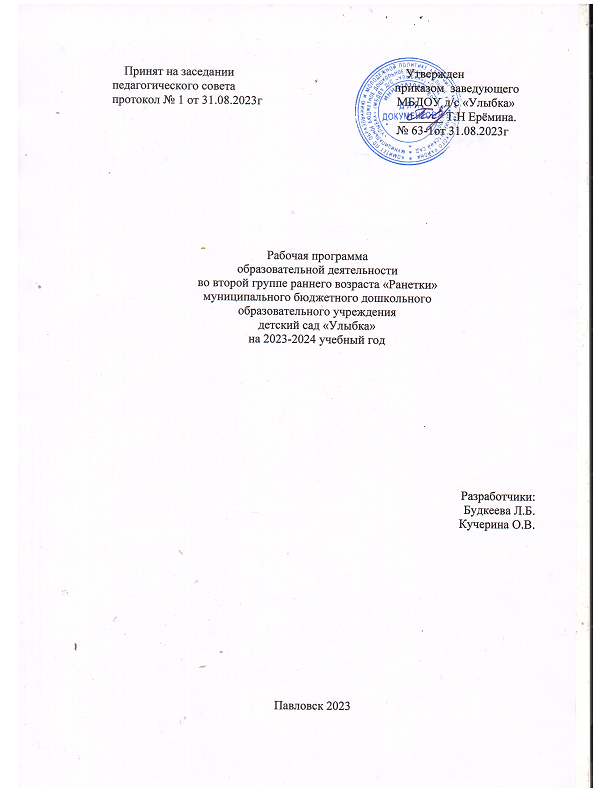 Принят на заседании
педагогического совета
протокол № 1 от 31.08.2023г
Утвержден
приказом заведующего
МБДОУ д/с «Улыбка»
Т.Н Ерёмина.
№ 63-1от 31.08.2023г
ДОКУМЕНТОВ
Рабочая программа
образовательной деятельности
во второй группе раннего возраста «Ранетки»
муниципального бюджетного дошкольного
образовательного учреждения
детский сад «Улыбка»
на 2023-2024 учебный год
Разработчики:
Будкеева Л.Б.
Кучерина О.В.
Павловск 2023